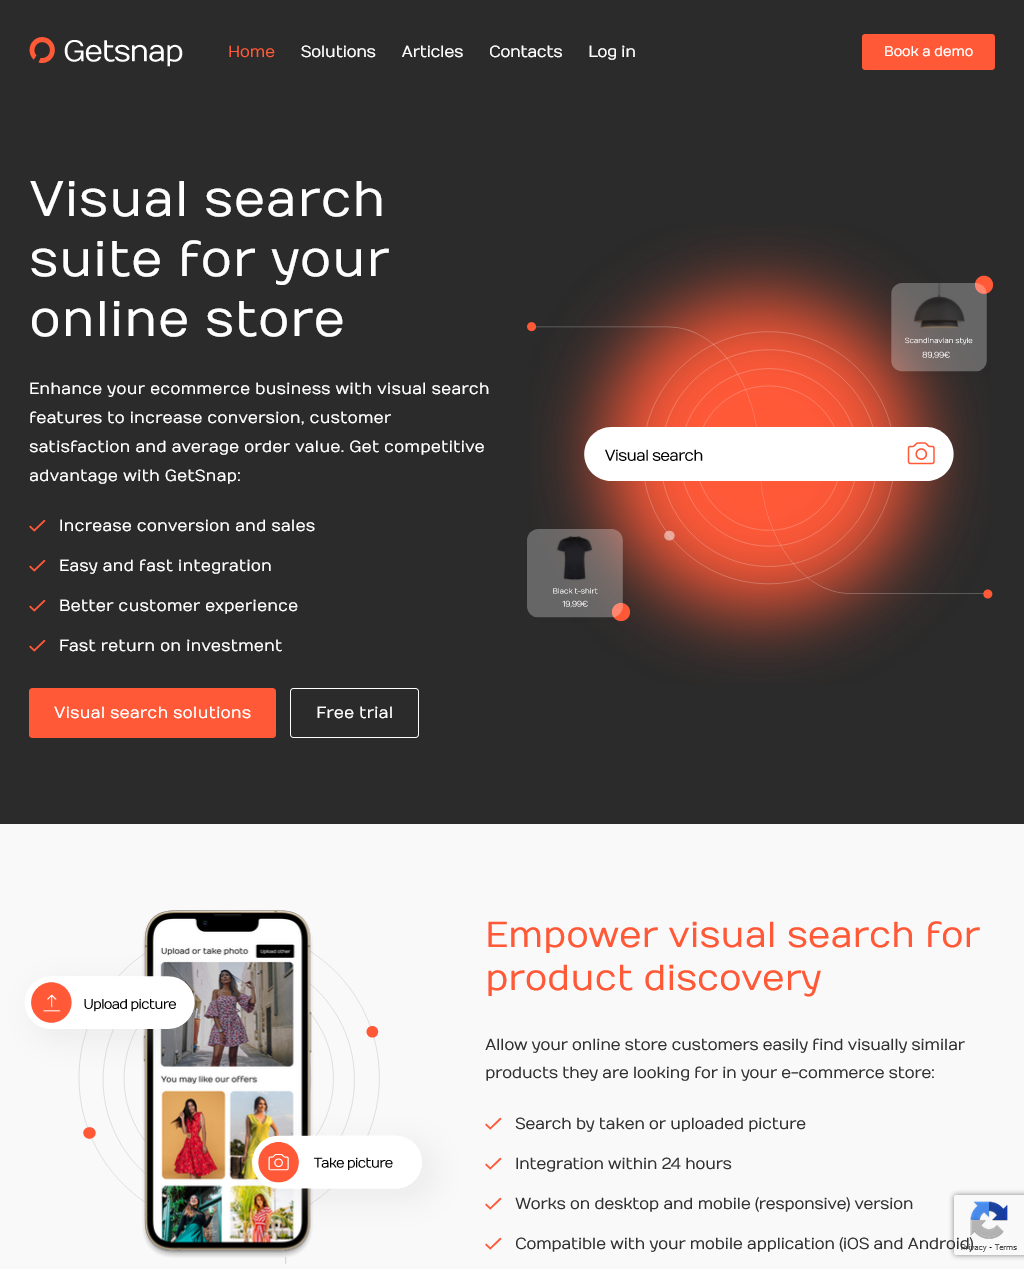 Getsnap
Home
Solutions
Articles
Contacts
Log in
Book a demo
Visual search
suite for your
online store
Enhance your ecommerce business with visual search
features to increase conversion, customer
satisfaction and average order value. Get competitive
advantage with GetSnap:
Increase conversion and sales
Easy and fast integration
Better customer experience
Fast return on investment
Visual search solutions
Free trial
Scandinavian style
89,99€
Visual search
Black t-shirt
19,99€
Upload or take photo
Upload other
Upload picture
You may like our offers
Take picture
Empower visual search for
product discovery
Allow your online store customers easily find visually similar
products they are looking for in your e-commerce store:
Search by taken or uploaded picture
Integration within 24 hours
Works on desktop and mobile (responsive) version
Compatible with your mobile application (iOS and Android)
Privacy - Terms